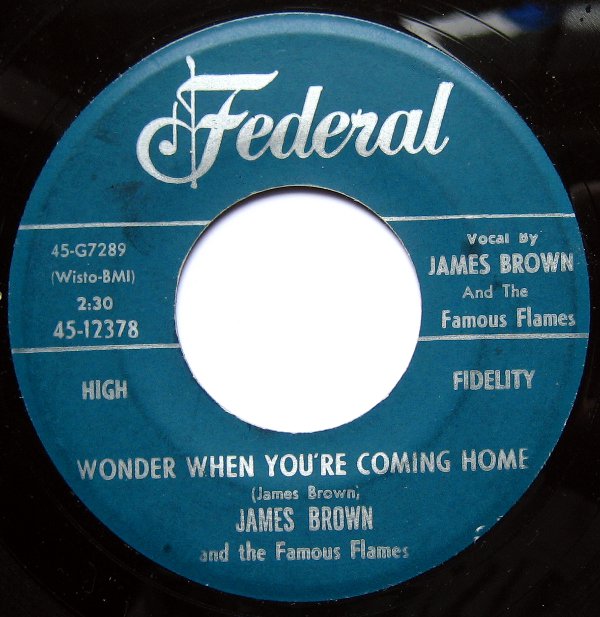 Federal
45-G7289
(Wisto-BMI)
2:30
45-12378
Vocal By
JAMES BROWN
And The
Famous Flames
HIGH FIDELITY
WONDER WHEN YOU'RE COMING HOME
(James Brown)
JAMES BROWN
and the Famous Flames